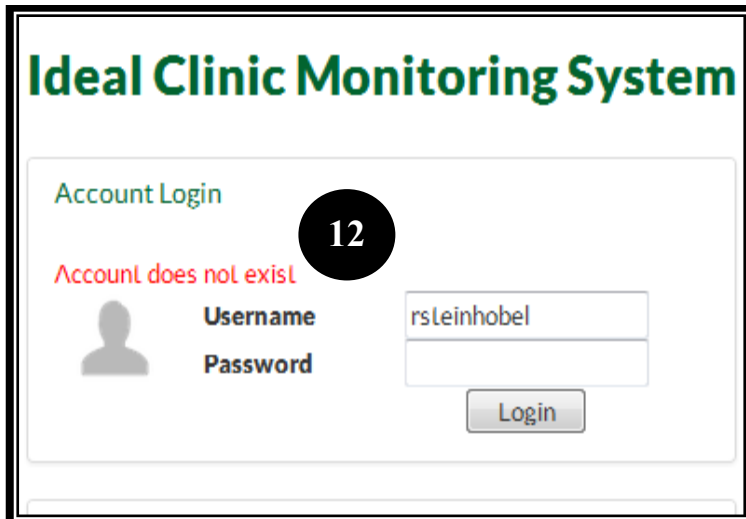 Ideal Clinic Monitoring System
Account Login
12
Account does not exist
Username
rsteinhobel
Password
Login